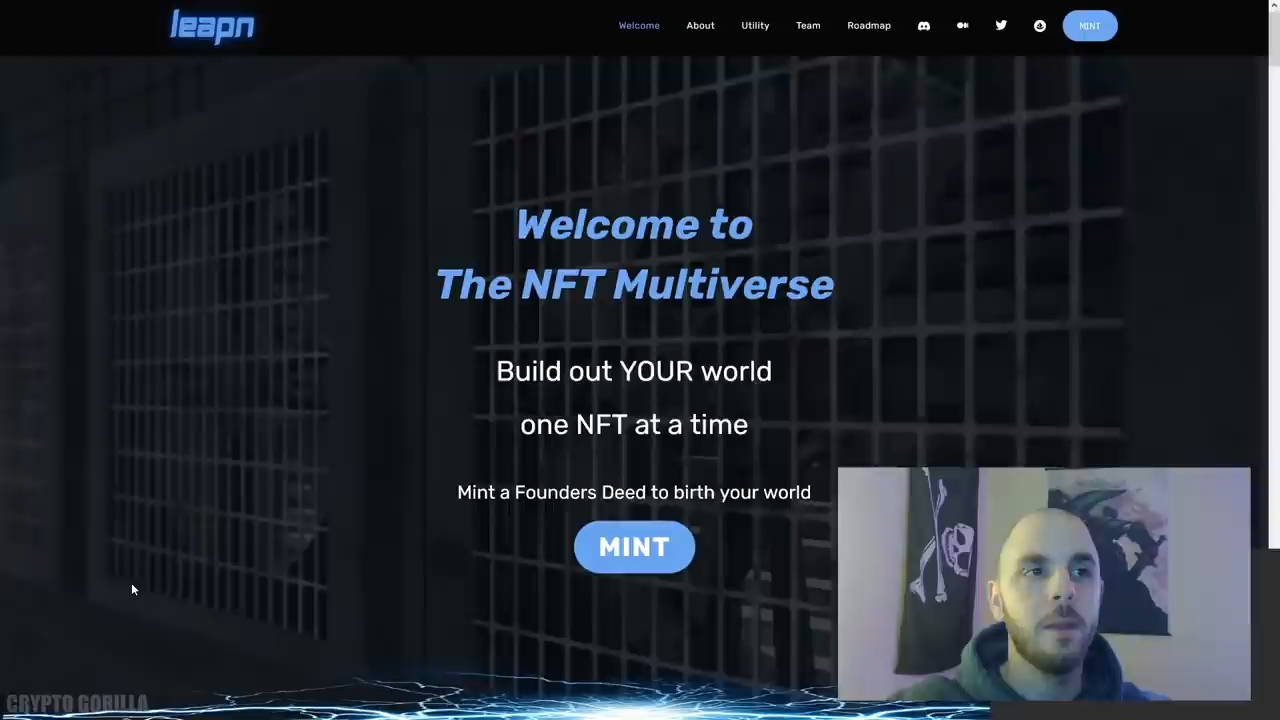 leapn
Welcome
About
Utility
Team
Roadmap
MINT
Welcome to
The NFT Multiverse
Build out YOUR world
one NFT at a time
Mint a Founders Deed to birth your world
MINT
CRYPTO GORILLA